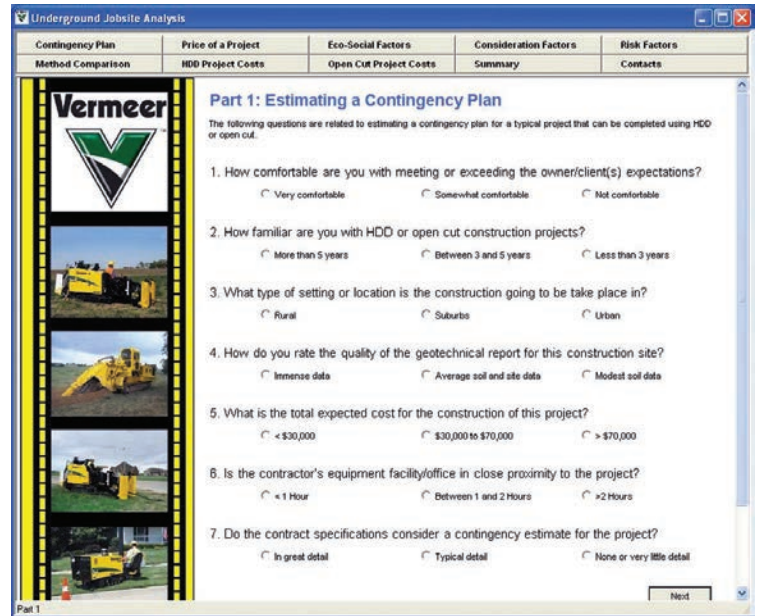 Underground Jobsite Analysis
Contingency Plan Price of a Project Eco-Social Factors Consideration Factors Risk Factors
Method Comparison HDD Project Costs Open Cut Project Costs Summary Contacts
Vermeer
Part 1: Estimating a Contingency Plan
The following questions are related to estimating a contingency plan for a typical project that can be completed using HDD
or open cut.
1. How comfortable are you with meeting or exceeding the owner/client(s) expectations?
Very comfortable Somewhat comfortable Not comfortable
2. How familiar are you with HDD or open cut construction projects?
More than 5 years Between 3 and 5 years Less than 3 years
3. What type of setting or location is the construction going to be take place in?
Rural Suburbs Urban
4. How do you rate the quality of the geotechnical report for this construction site?
Immense data Average soil and site data Modest soil data
5. What is the total expected cost for the construction of this project?
< $30,000 $30,000 to $70,000 > $70,000
6. Is the contractor's equipment facility/office in close proximity to the project?
< 1 Hour Between 1 and 2 Hours >2 Hours
7. Do the contract specifications consider a contingency estimate for the project?
In great detail Typical detail None or very little detail
Next
Part 1